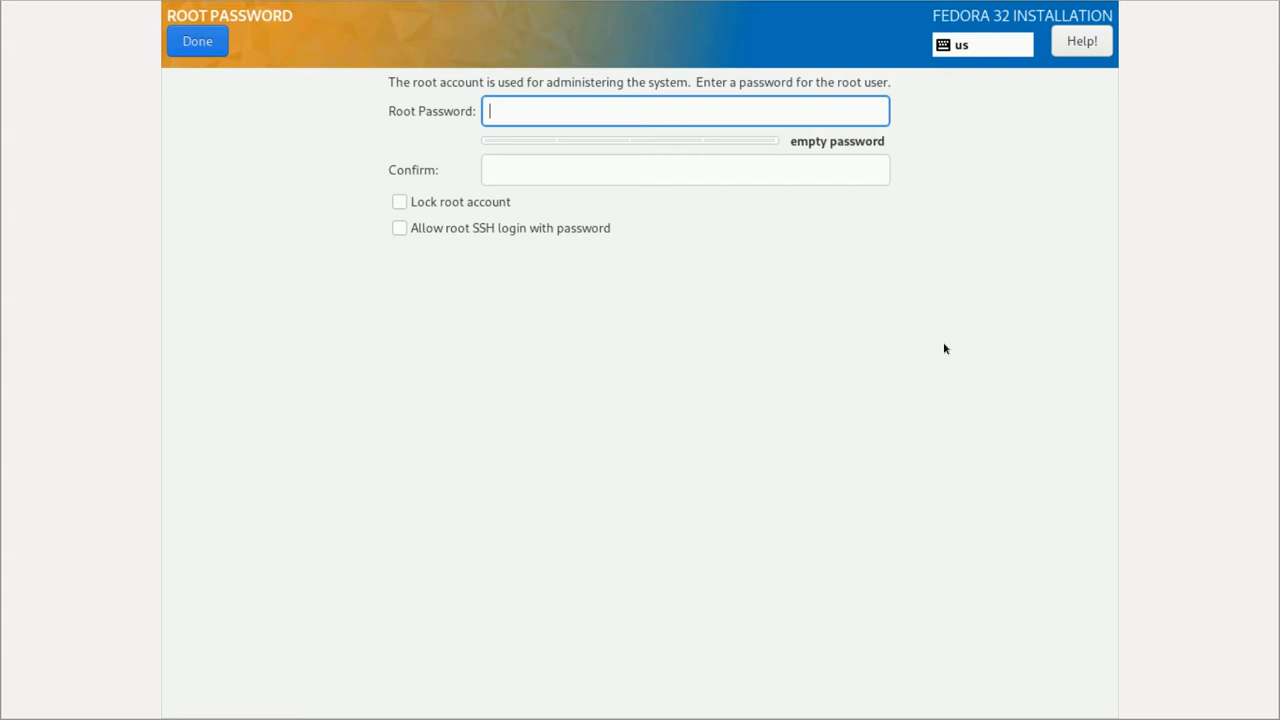 ROOT PASSWORD
FEDORA 32 INSTALLATION
Done
us
Help!
The root account is used for administering the system. Enter a password for the root user.
Root Password:
empty password
Confirm:
Lock root account
Allow root SSH login with password